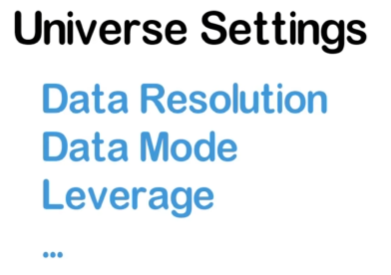 Universe Settings
Data Resolution
Data Mode
Leverage
...